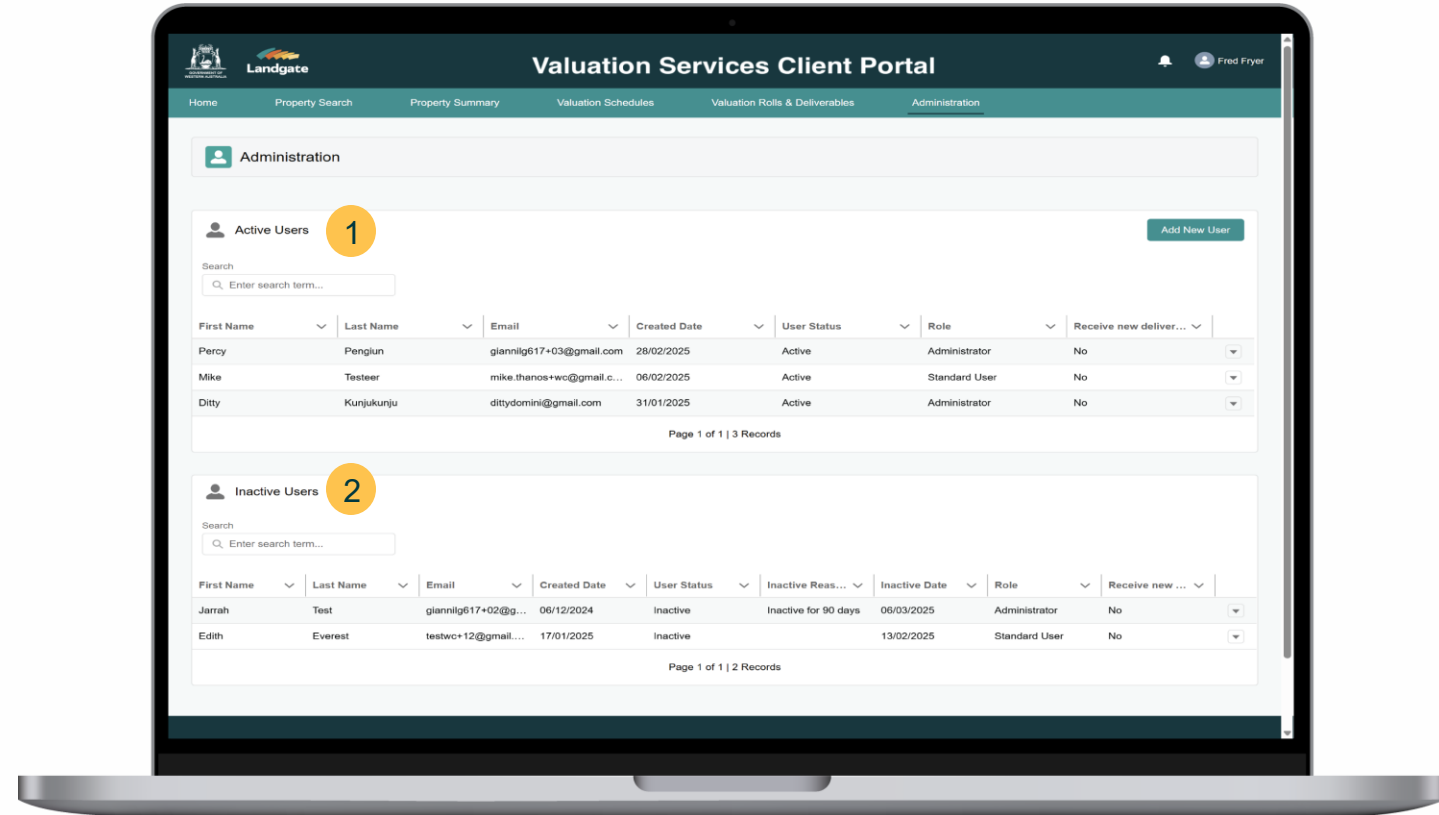 GOVERNMENT OF
WESTERN AUSTRALIA
Landgate
Valuation Services Client Portal
Fred Fryer
Home Property Search Property Summary Valuation Schedules Valuation Rolls & Deliverables Administration
Administration
Active Users 1 Add New User
Search
Enter search term...
First Name Last Name Email Created Date User Status Role Receive new deliver...
Percy Pengiun giannilg617+03@gmail.com 28/02/2025 Active Administrator No
Mike Testeer mike.thanos+wc@gmail.c... 06/02/2025 Active Standard User No
Ditty Kunjukunju dittydomini@gmail.com 31/01/2025 Active Administrator No
Page 1 of 1 | 3 Records
Inactive Users 2
Search
Enter search term...
First Name Last Name Email Created Date User Status Inactive Reas... Inactive Date Role Receive new ...
Jarrah Test giannilg617+02@g... 06/12/2024 Inactive Inactive for 90 days 06/03/2025 Administrator No
Edith Everest testwc+12@gmail.... 17/01/2025 Inactive 13/02/2025 Standard User No
Page 1 of 1 | 2 Records